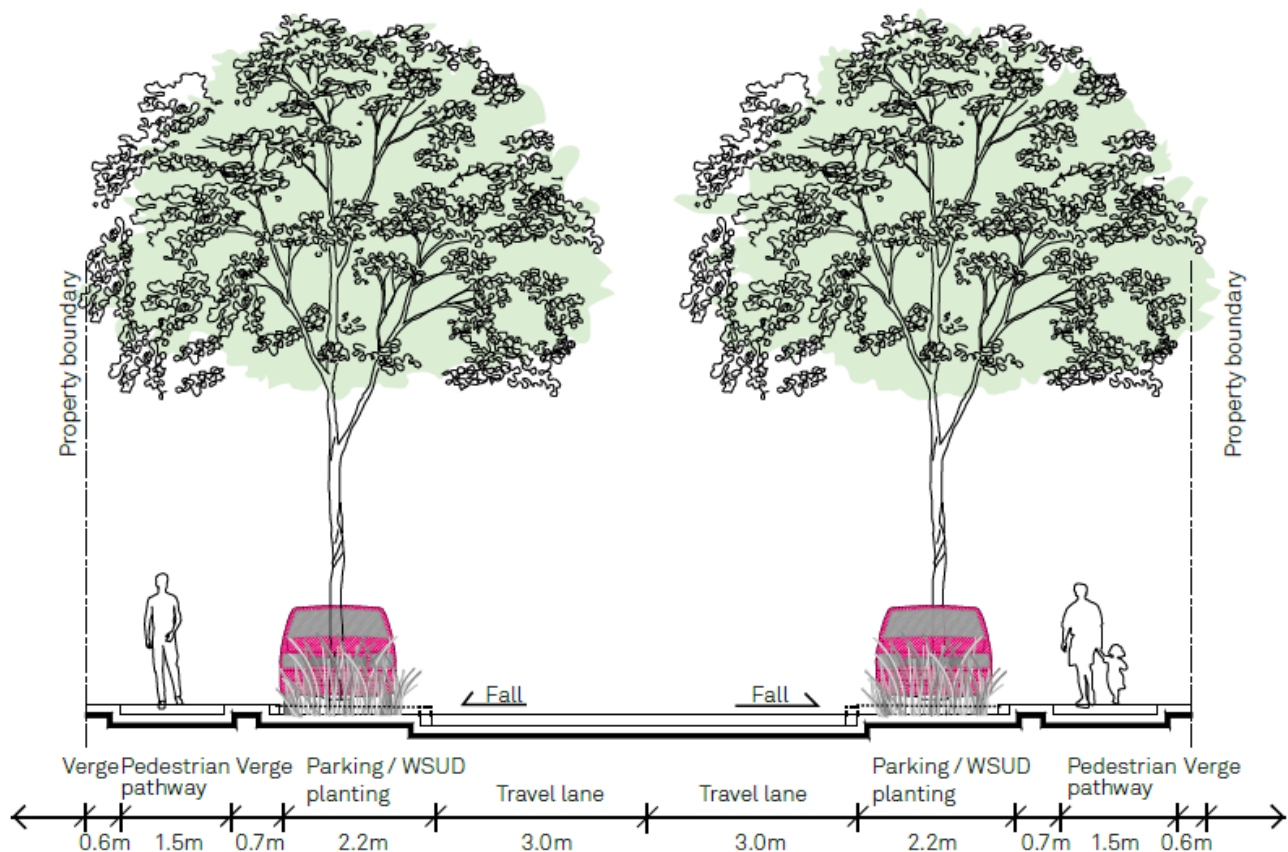 Property boundary
Property boundary
Fall
Fall
Verge
Pedestrian
pathway
Verge
Parking / WSUD
planting
Travel lane
Travel lane
Parking / WSUD
planting
Pedestrian
pathway
Verge
0.6m
1.5m
0.7m
2.2m
3.0m
3.0m
2.2m
0.7m
1.5m
0.6m